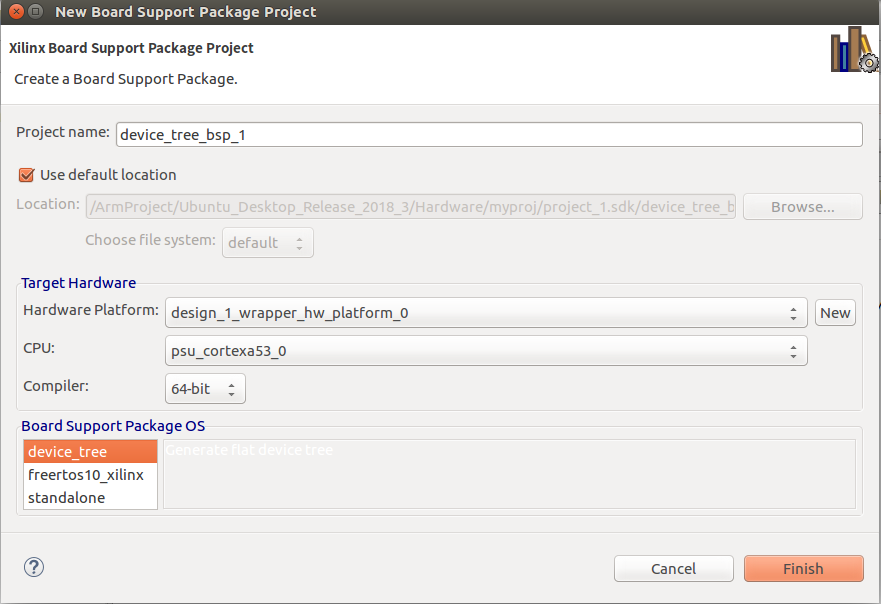 New Board Support Package Project
Xilinx Board Support Package Project
Create a Board Support Package.
Project name: device_tree_bsp_1
Use default location
Location: /ArmProject/Ubuntu_Desktop_Release_2018_3/Hardware/myproj/project_1.sdk/device_tree_b Browse...
Choose file system: default
Target Hardware
Hardware Platform: design_1_wrapper_hw_platform_0 New
CPU: psu_cortexa53_0
Compiler: 64-bit
Board Support Package OS
device_tree Generate flat device tree
freertos10_xilinx
standalone
? Cancel Finish